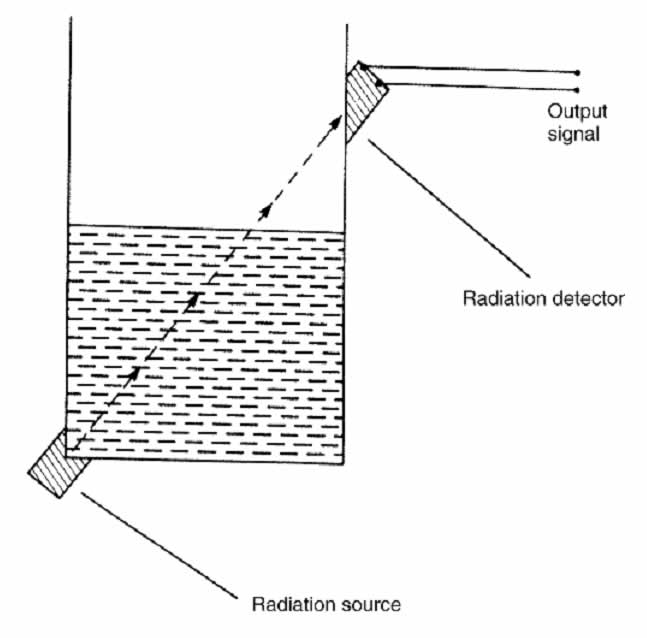 Output
signal
Radiation detector
Radiation source